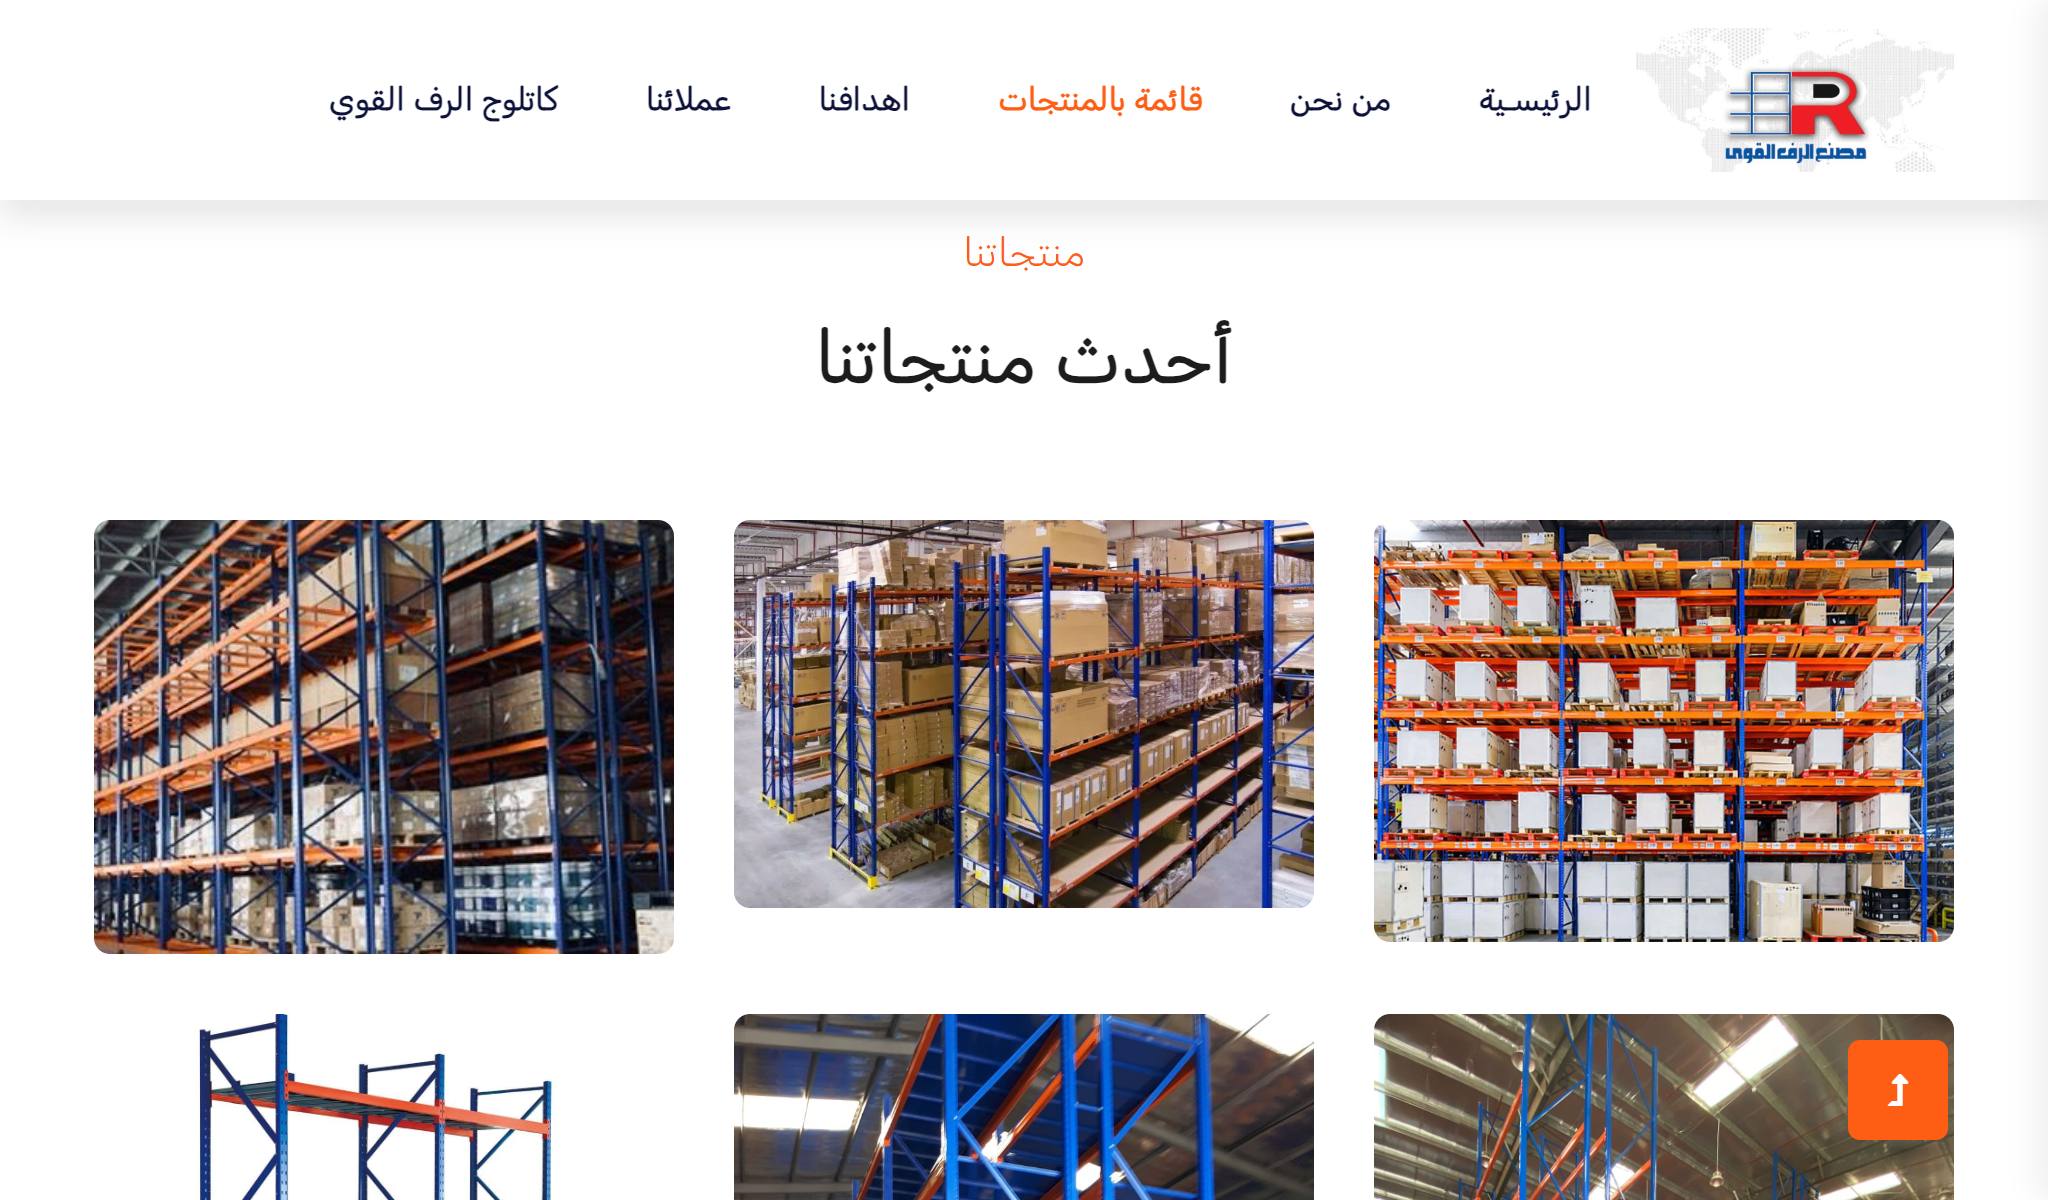 مصنع الرف القوى
الرئيسـية
من نحن
قائمة بالمنتجات
اهدافنا
عملائنا
كاتلوج الرف القوي
منتجاتنا
أحدث منتجاتنا